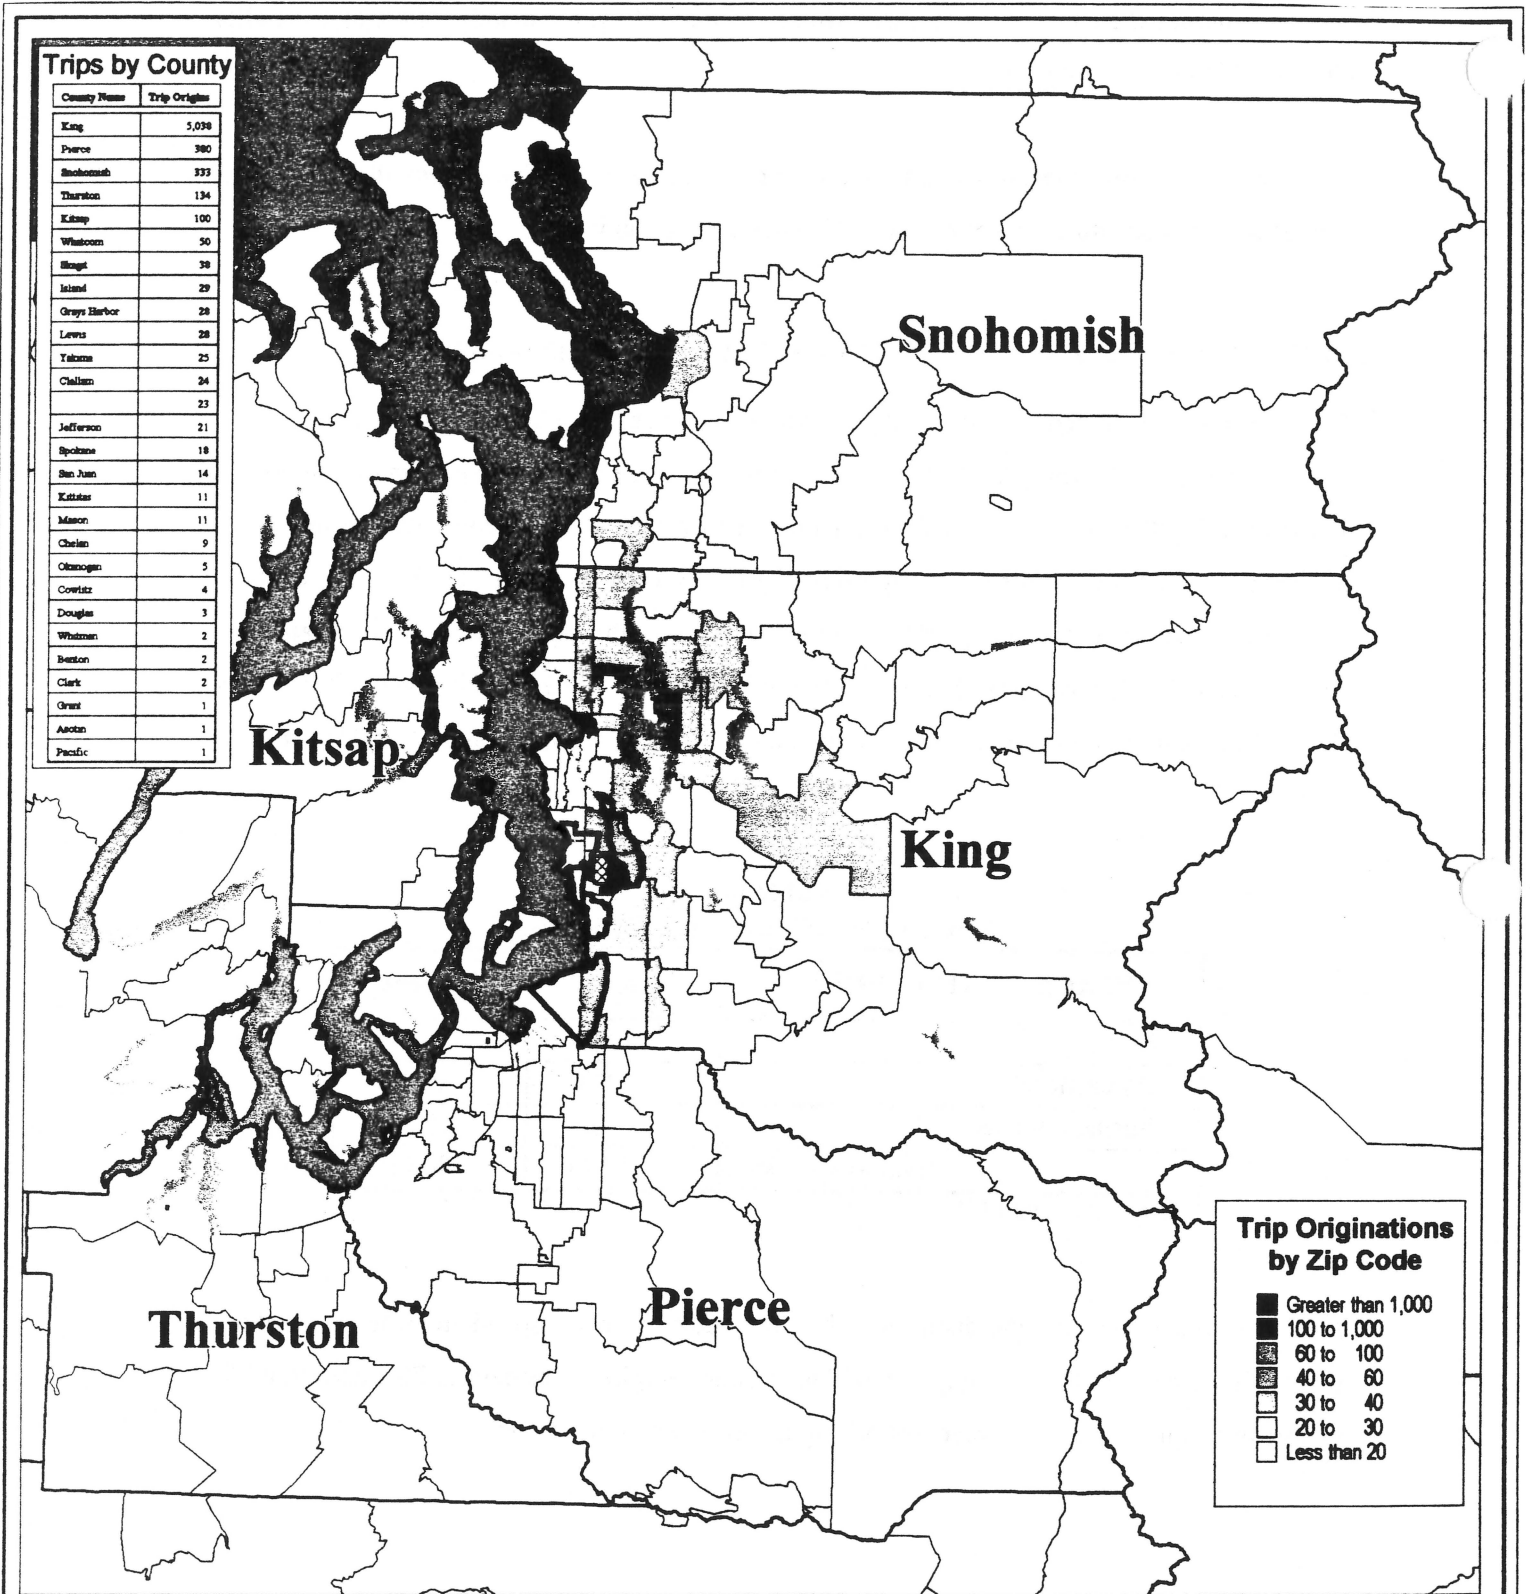 Trips by County
County Name Trip Origins
King 5,038
Pierce 380
Snohomish 333
Thurston 134
Kitsap 100
Whatcom 50
Skagit 38
Island 29
Grays Harbor 28
Lewis 28
Yakima 25
Clallam 24
23
Jefferson 21
Spokane 18
San Juan 14
Kittitas 11
Mason 11
Chelan 9
Okanogan 5
Cowlitz 4
Douglas 3
Whitman 2
Benton 2
Clark 2
Grant 1
Asotin 1
Pacific 1
Snohomish
Kitsap
King
Pierce
Thurston
Trip Originations
by Zip Code
Greater than 1,000
100 to 1,000
60 to 100
40 to 60
30 to 40
20 to 30
Less than 20